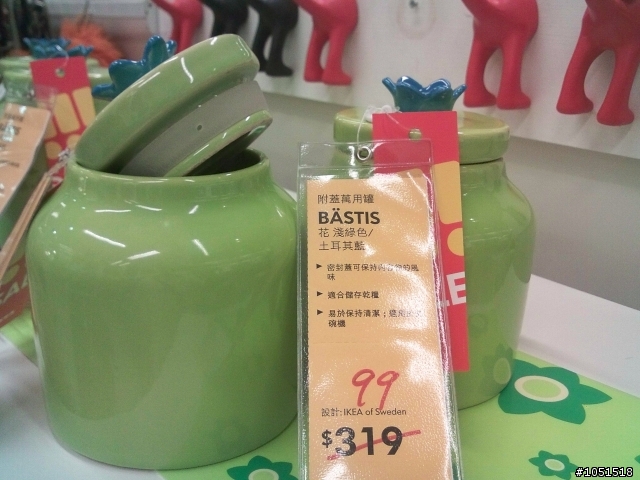 附蓋萬用罐
BÄSTIS
花 淺綠色/
土耳其藍
▶ 密封蓋可保持內容物的風
味
▶ 適合儲存乾糧
▶ 易於保持清潔;適用
碗機
99
設計:IKEA of Sweden
$319
LE
#1051518